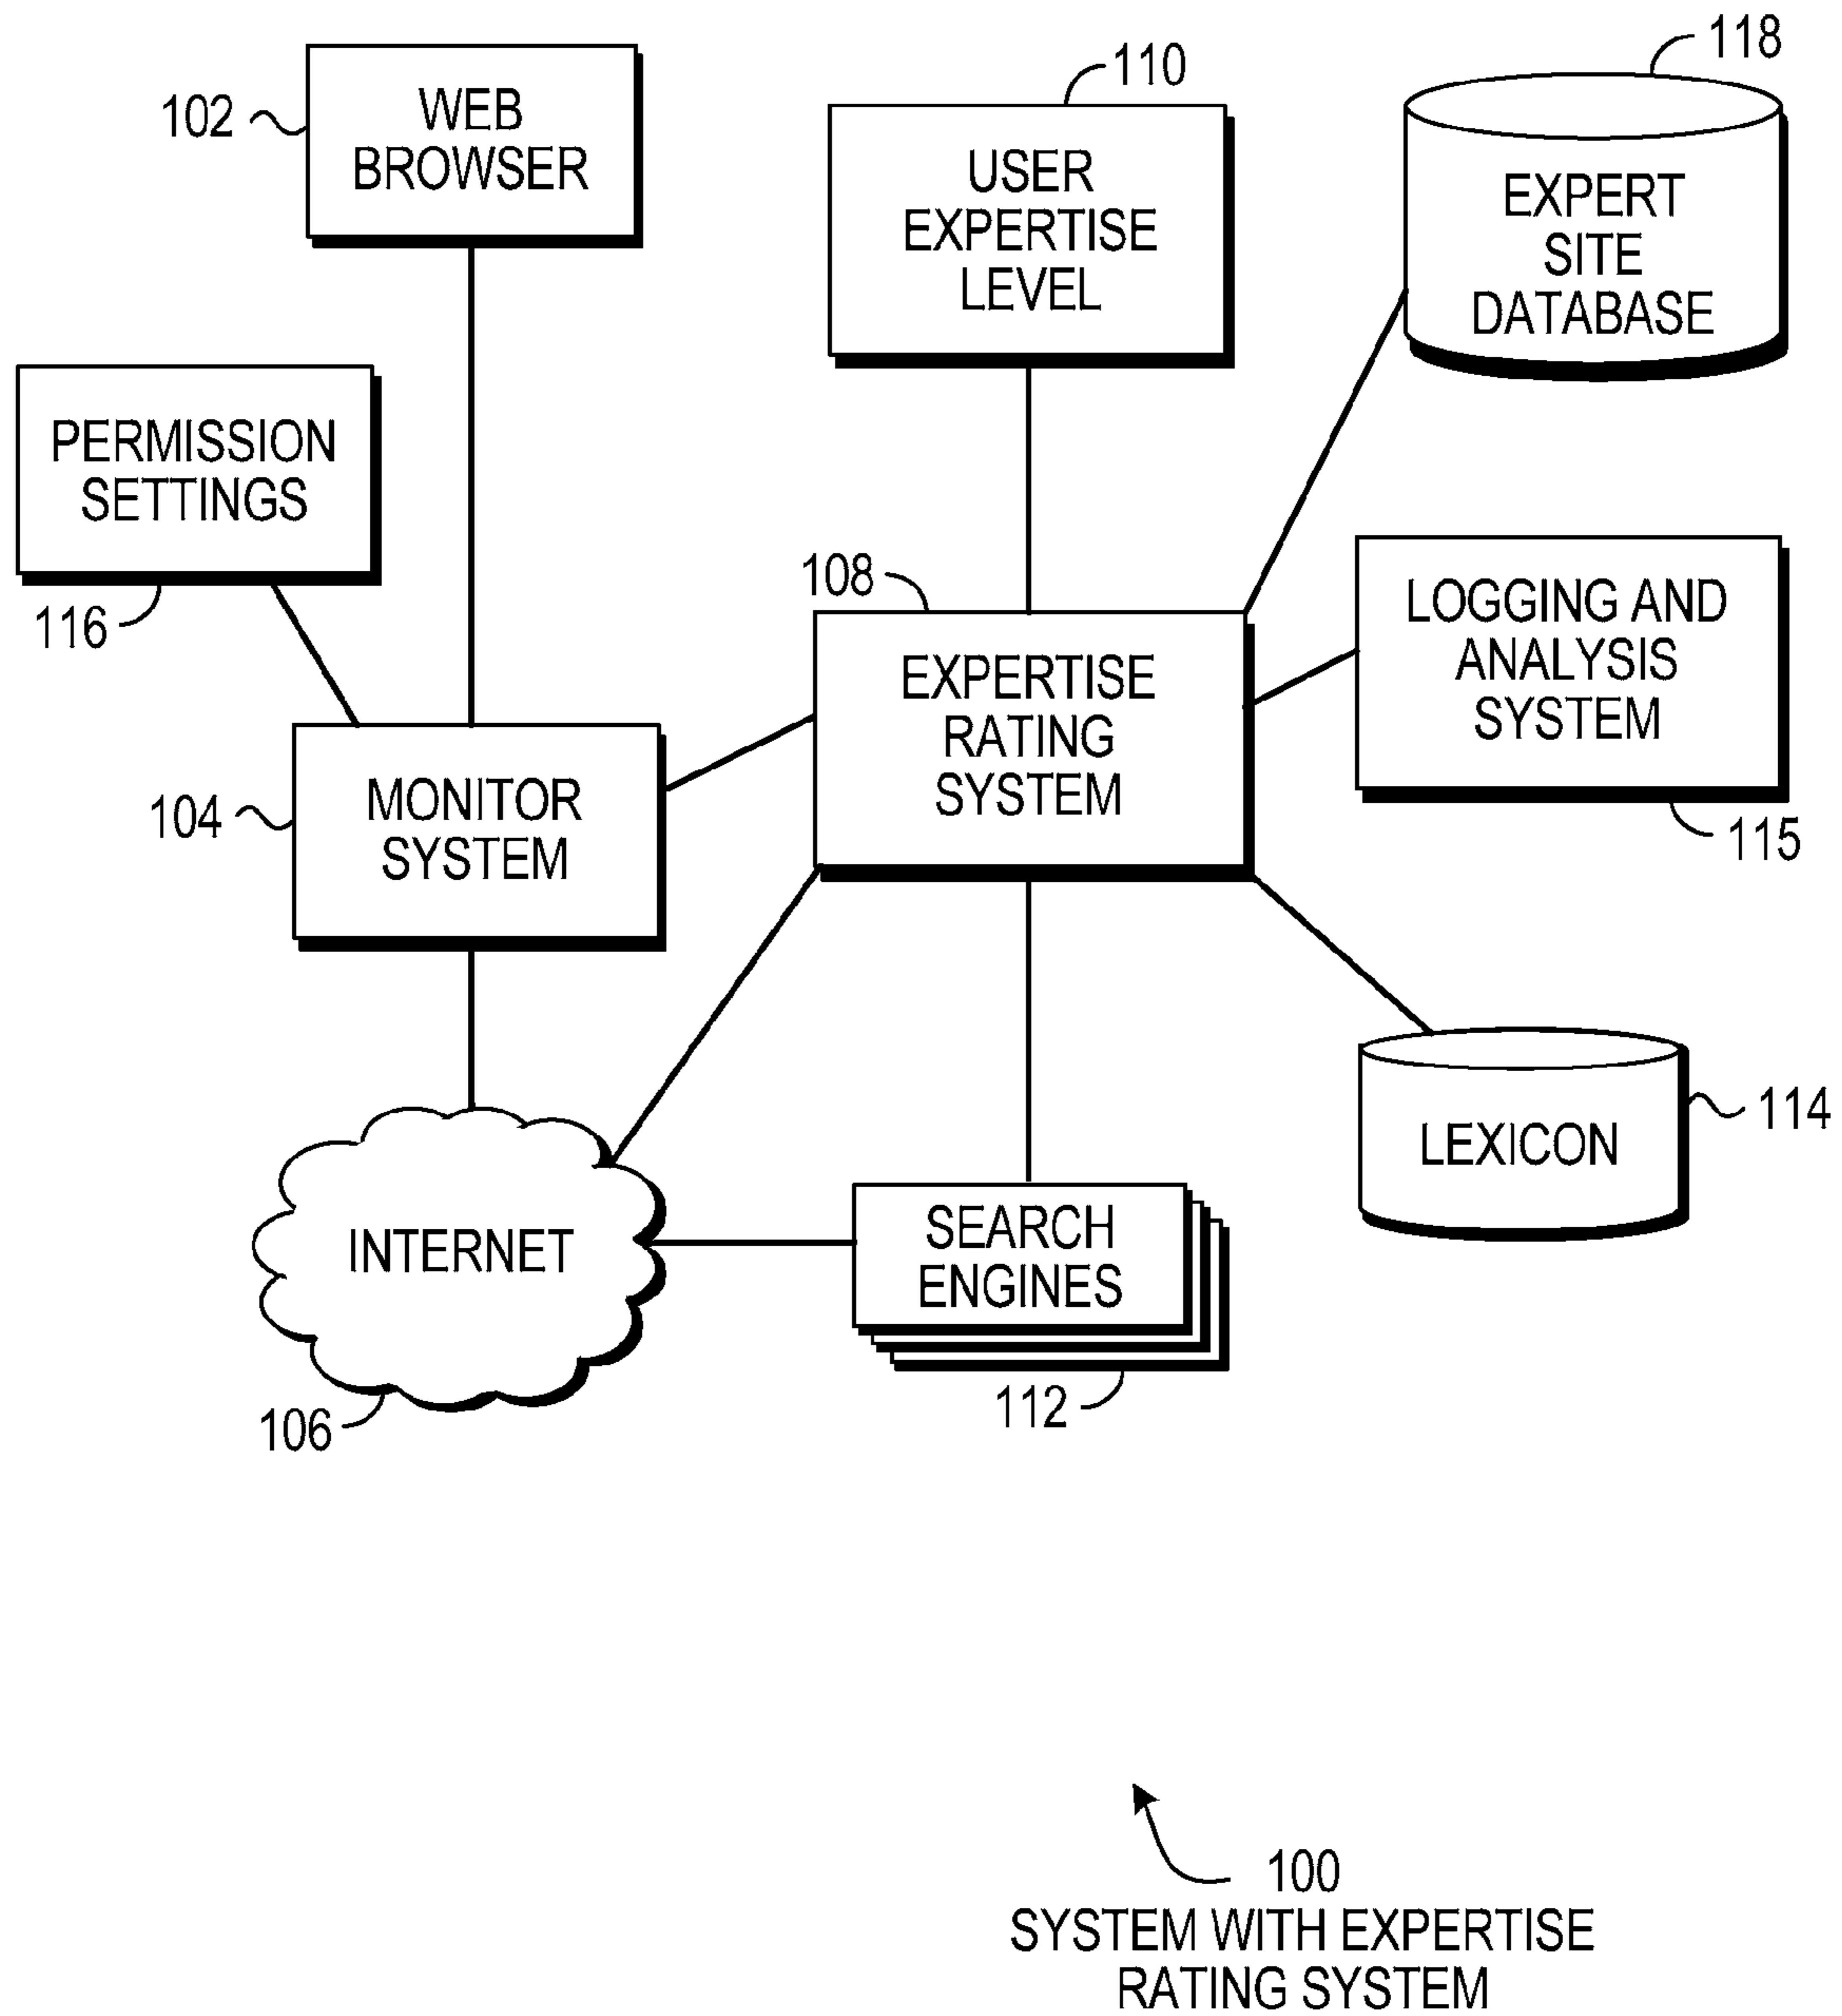 118
110
102
WEB
BROWSER
USER
EXPERTISE
LEVEL
EXPERT
SITE
DATABASE
PERMISSION
SETTINGS
116
108
EXPERTISE
RATING
SYSTEM
LOGGING AND
ANALYSIS
SYSTEM
115
104
MONITOR
SYSTEM
114
LEXICON
INTERNET
106
SEARCH
ENGINES
112
100
SYSTEM WITH EXPERTISE
RATING SYSTEM